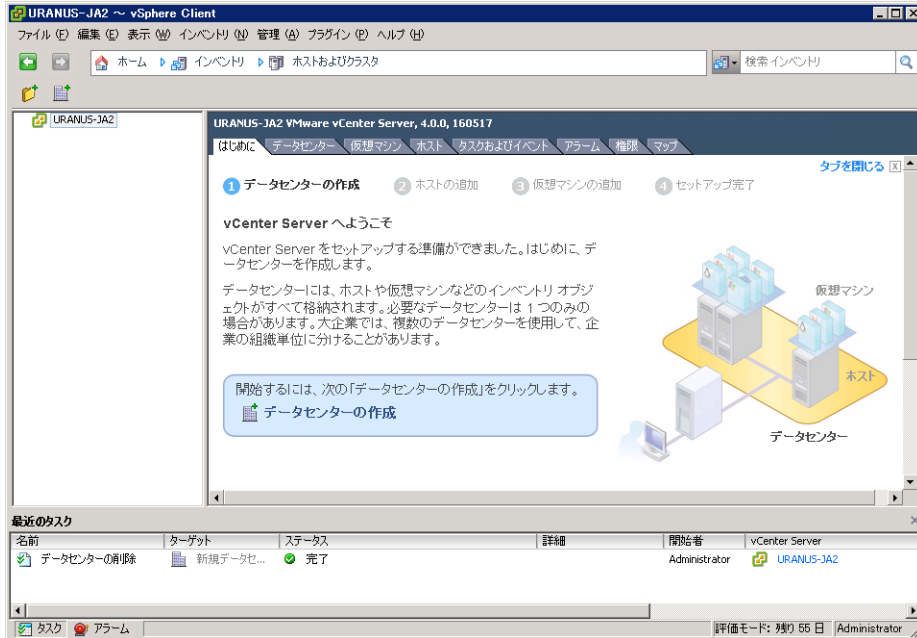 URANUS-JA2 ~ vSphere Client
ファイル (F) 編集 (E) 表示 (W) インベントリ (N) 管理 (A) プラグイン (P) ヘルプ (H)
ホーム インベントリ ホストおよびクラスタ 検索 インベントリ
URANUS-JA2
URANUS-JA2 VMware vCenter Server, 4.0.0, 160517
はじめに データセンター 仮想マシン ホスト タスクおよびイベント アラーム 権限 マップ
タブを閉じる
1 データセンターの作成 2 ホストの追加 3 仮想マシンの追加 4 セットアップ完了
vCenter Server へようこそ
vCenter Server をセットアップする準備ができました。はじめに、デ
ータセンターを作成します。
データセンターには、ホストや仮想マシンなどのインベントリ オブジ
ェクトがすべて格納されます。必要なデータセンターは 1 つのみの
場合があります。大企業では、複数のデータセンターを使用して、企
業の組織単位に分けることがあります。
開始するには、次の「データセンターの作成」をクリックします。
データセンターの作成
仮想マシン
ホスト
データセンター
最近のタスク
名前 ターゲット ステータス 詳細 開始者 vCenter Server
データセンターの削除 新規データセ... 完了 Administrator URANUS-JA2
タスク アラーム 評価モード: 残り 55 日 Administrator